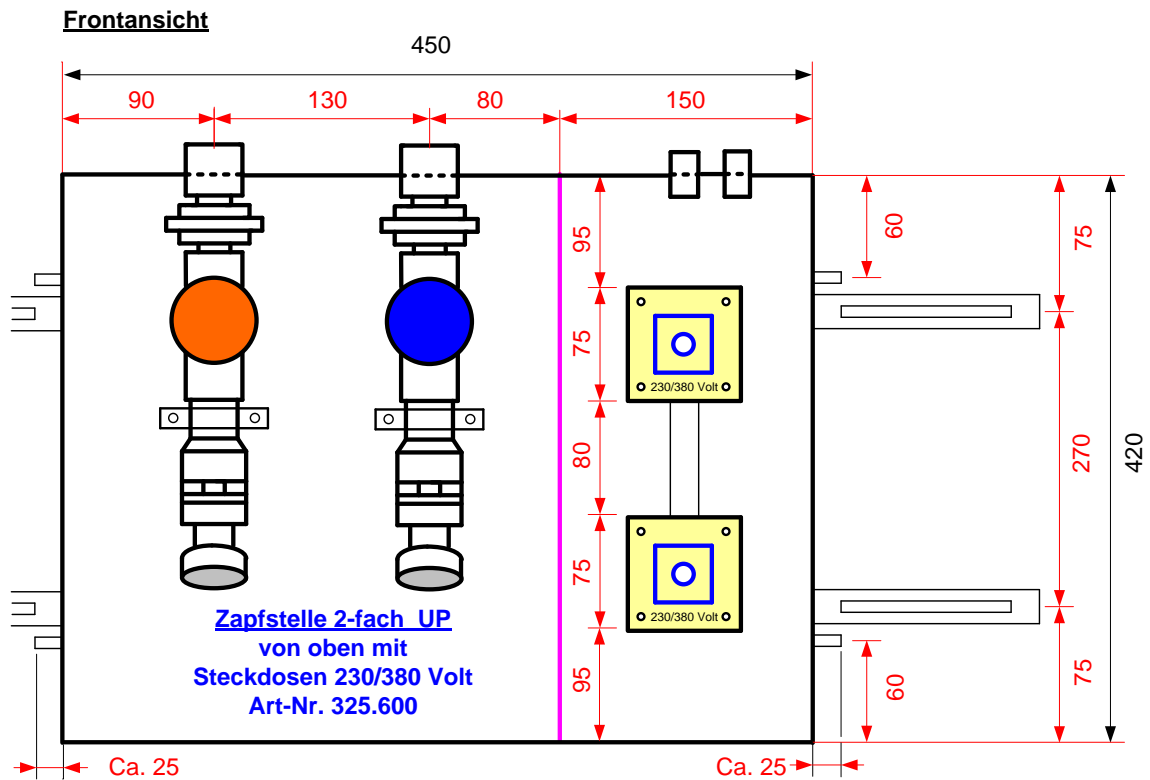 Frontansicht
450
90
130
80
150
95
75
80
75
95
60
75
270
420
75
60
230/380 Volt
230/380 Volt
Zapfstelle 2-fach UP
von oben mit
Steckdosen 230/380 Volt
Art-Nr. 325.600
Ca. 25
Ca. 25